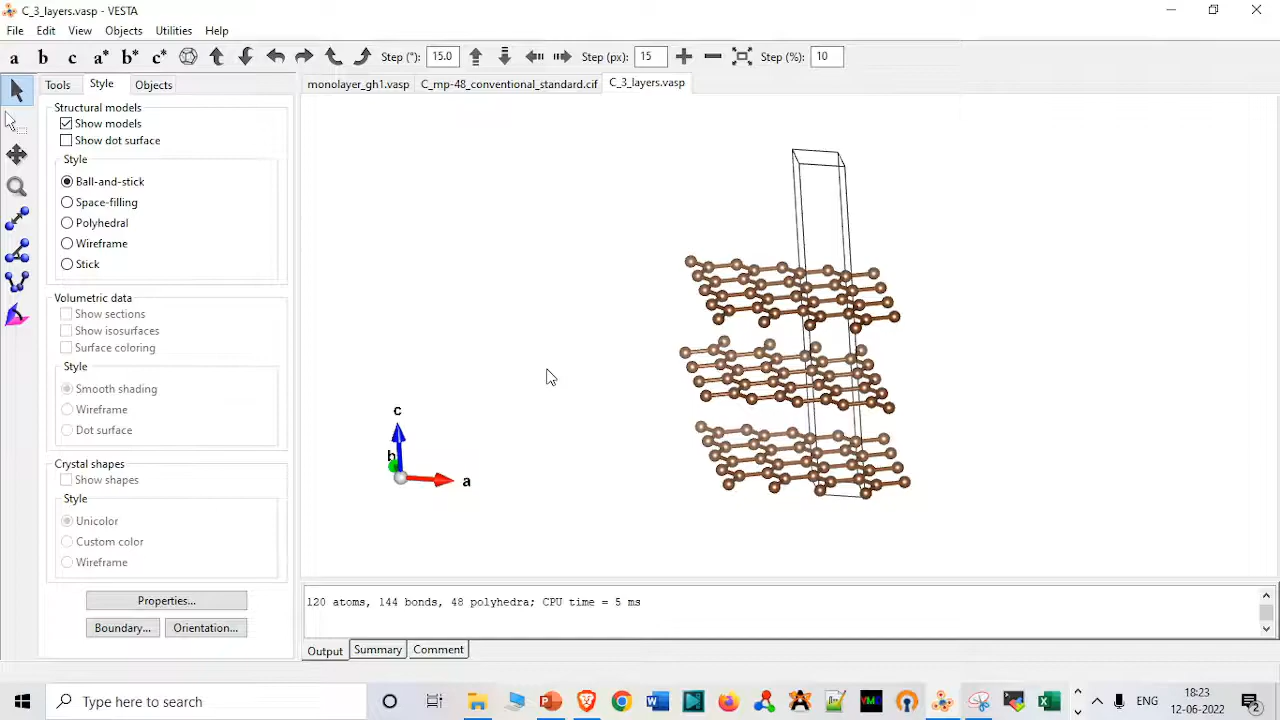 C_3_layers.vasp - VESTA
File Edit View Objects Utilities Help
a b c a* b* c* Step (°): 15.0 Step (px): 15 Step (%): 10
Tools Style Objects
monolayer_gh1.vasp C_mp-48_conventional_standard.cif C_3_layers.vasp
Structural models
Show models
Show dot surface
Style
Ball-and-stick
Space-filling
Polyhedral
Wireframe
Stick
Volumetric data
Show sections
Show isosurfaces
Surface coloring
Style
Smooth shading
Wireframe
Dot surface
Crystal shapes
Show shapes
Style
Unicolor
Custom color
Wireframe
Properties...
Boundary... Orientation...
c
b
a
120 atoms, 144 bonds, 48 polyhedra; CPU time = 5 ms
Output Summary Comment
Type here to search
ENG
18:23
12-06-2022
2